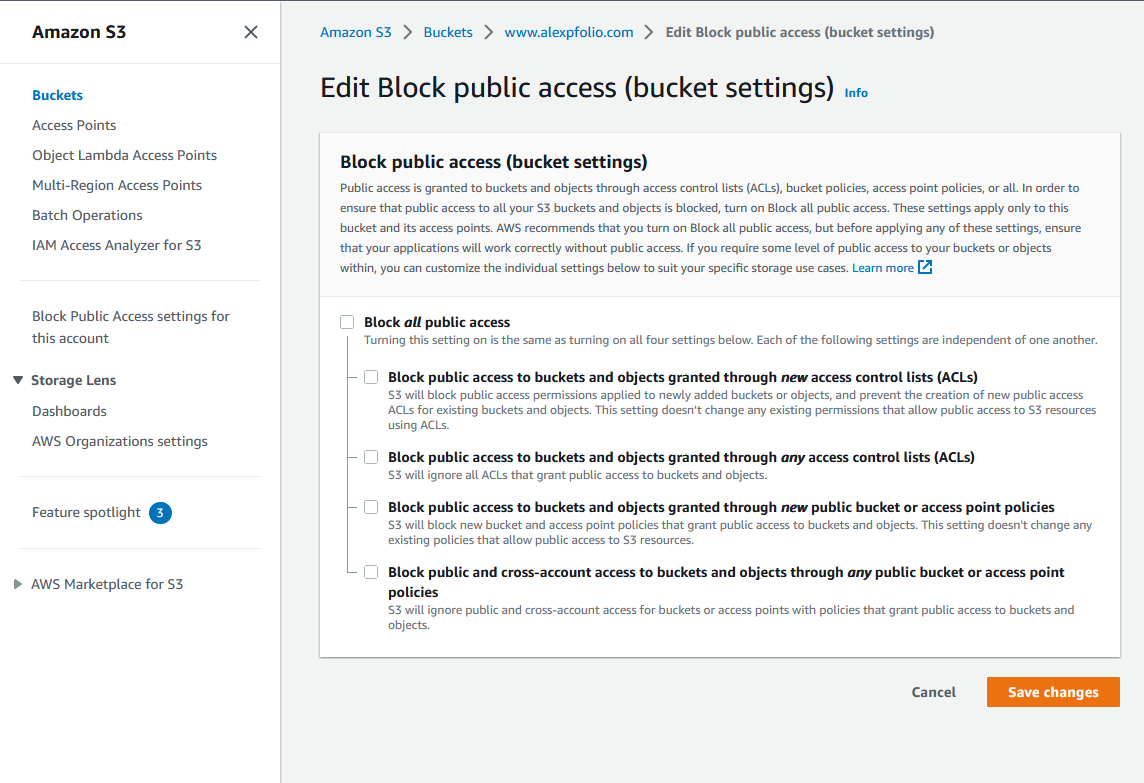 Amazon S3
Buckets
Access Points
Object Lambda Access Points
Multi-Region Access Points
Batch Operations
IAM Access Analyzer for S3
Block Public Access settings for
this account
Storage Lens
Dashboards
AWS Organizations settings
Feature spotlight 3
AWS Marketplace for S3
Amazon S3 > Buckets > www.alexpfolio.com > Edit Block public access (bucket settings)
Edit Block public access (bucket settings) Info
Block public access (bucket settings)
Public access is granted to buckets and objects through access control lists (ACLs), bucket policies, access point policies, or all. In order to
ensure that public access to all your S3 buckets and objects is blocked, turn on Block all public access. These settings apply only to this
bucket and its access points. AWS recommends that you turn on Block all public access, but before applying any of these settings, ensure
that your applications will work correctly without public access. If you require some level of public access to your buckets or objects
within, you can customize the individual settings below to suit your specific storage use cases. Learn more
Block all public access
Turning this setting on is the same as turning on all four settings below. Each of the following settings are independent of one another.
Block public access to buckets and objects granted through new access control lists (ACLs)
S3 will block public access permissions applied to newly added buckets or objects, and prevent the creation of new public access
ACLs for existing buckets and objects. This setting doesn't change any existing permissions that allow public access to S3 resources
using ACLs.
Block public access to buckets and objects granted through any access control lists (ACLs)
S3 will ignore all ACLs that grant public access to buckets and objects.
Block public access to buckets and objects granted through new public bucket or access point policies
S3 will block new bucket and access point policies that grant public access to buckets and objects. This setting doesn't change any
existing policies that allow public access to S3 resources.
Block public and cross-account access to buckets and objects through any public bucket or access point
policies
S3 will ignore public and cross-account access for buckets or access points with policies that grant public access to buckets and
objects.
Cancel
Save changes